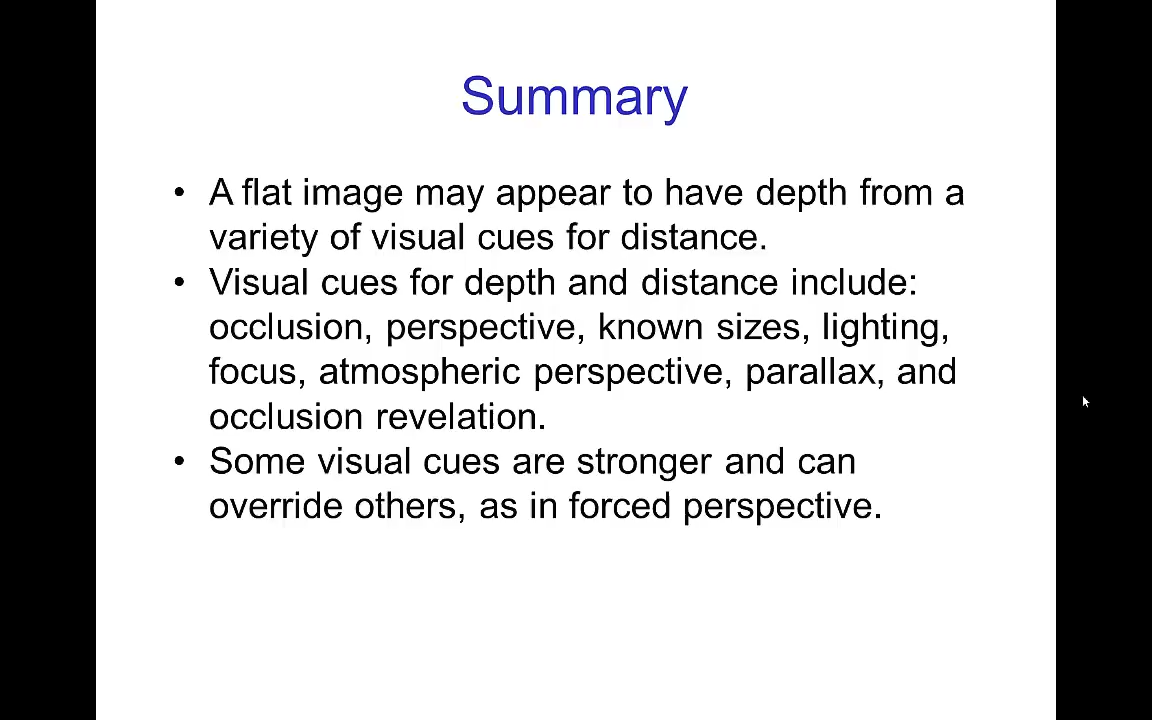 Summary
• A flat image may appear to have depth from a
variety of visual cues for distance.
• Visual cues for depth and distance include:
occlusion, perspective, known sizes, lighting,
focus, atmospheric perspective, parallax, and
occlusion revelation.
• Some visual cues are stronger and can
override others, as in forced perspective.